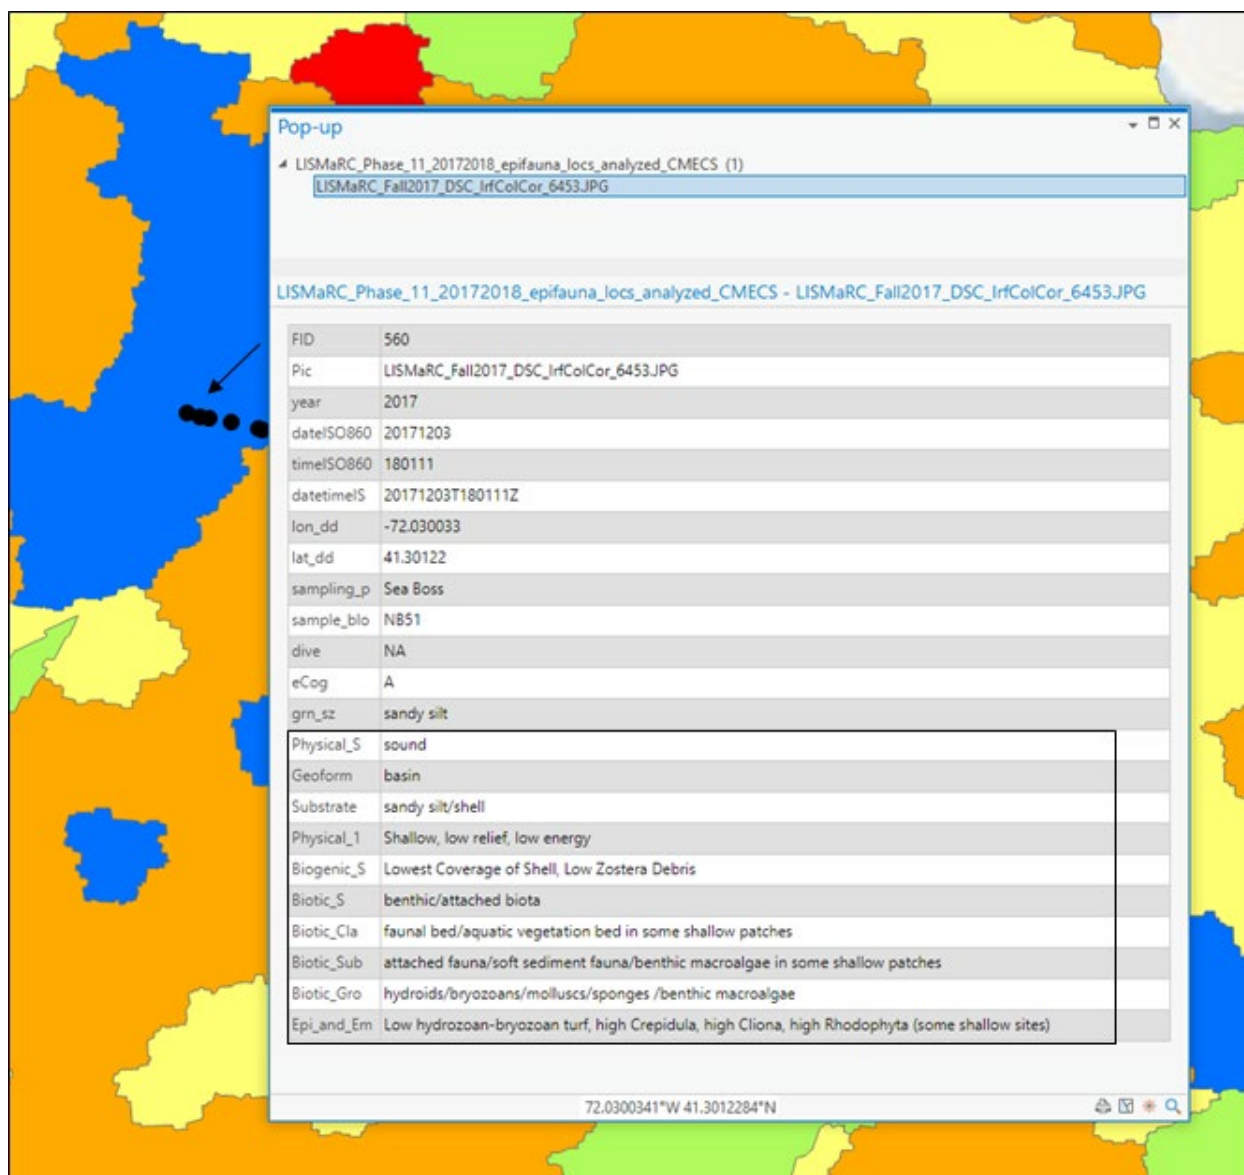 Pop-up
LISMaRC_Phase_11_20172018_epifauna_locs_analyzed_CMECS (1)
LISMaRC_Fall2017_DSC_IrfColCor_6453.JPG
LISMaRC_Phase_11_20172018_epifauna_locs_analyzed_CMECS - LISMaRC_Fall2017_DSC_IrfColCor_6453.JPG
FID 560
Pic LISMaRC_Fall2017_DSC_IrfColCor_6453.JPG
year 2017
dateISO860 20171203
timeISO860 180111
datetimeIS 20171203T180111Z
lon_dd -72.030033
lat_dd 41.30122
sampling_p Sea Boss
sample_blo NB51
dive NA
eCog A
grn_sz sandy silt
Physical_S sound
Geoform basin
Substrate sandy silt/shell
Physical_1 Shallow, low relief, low energy
Biogenic_S Lowest Coverage of Shell, Low Zostera Debris
Biotic_S benthic/attached biota
Biotic_Cla faunal bed/aquatic vegetation bed in some shallow patches
Biotic_Sub attached fauna/soft sediment fauna/benthic macroalgae in some shallow patches
Biotic_Gro hydroids/bryozoans/molluscs/sponges /benthic macroalgae
Epi_and_Em Low hydrozoan-bryozoan turf, high Crepidula, high Cliona, high Rhodophyta (some shallow sites)
72.0300341°W 41.3012284°N